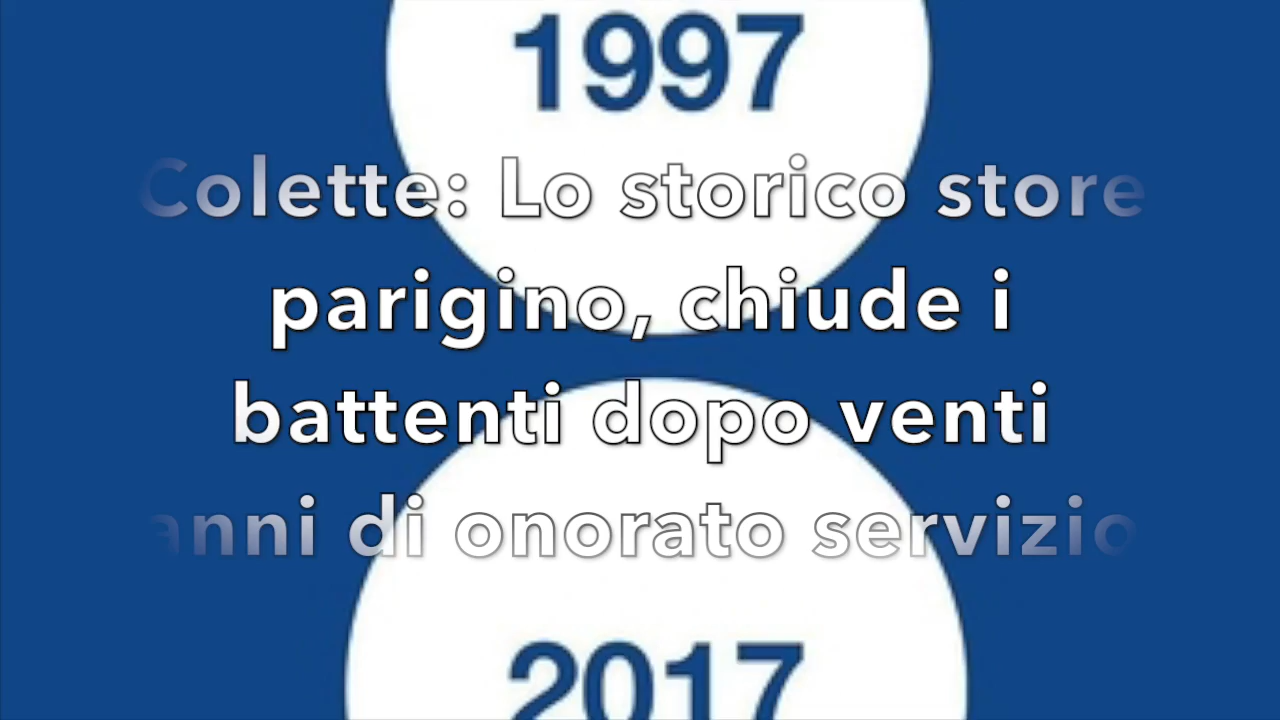 1997
Colette: Lo storico store
parigino, chiude i
battenti dopo venti
anni di onorato servizio
2017